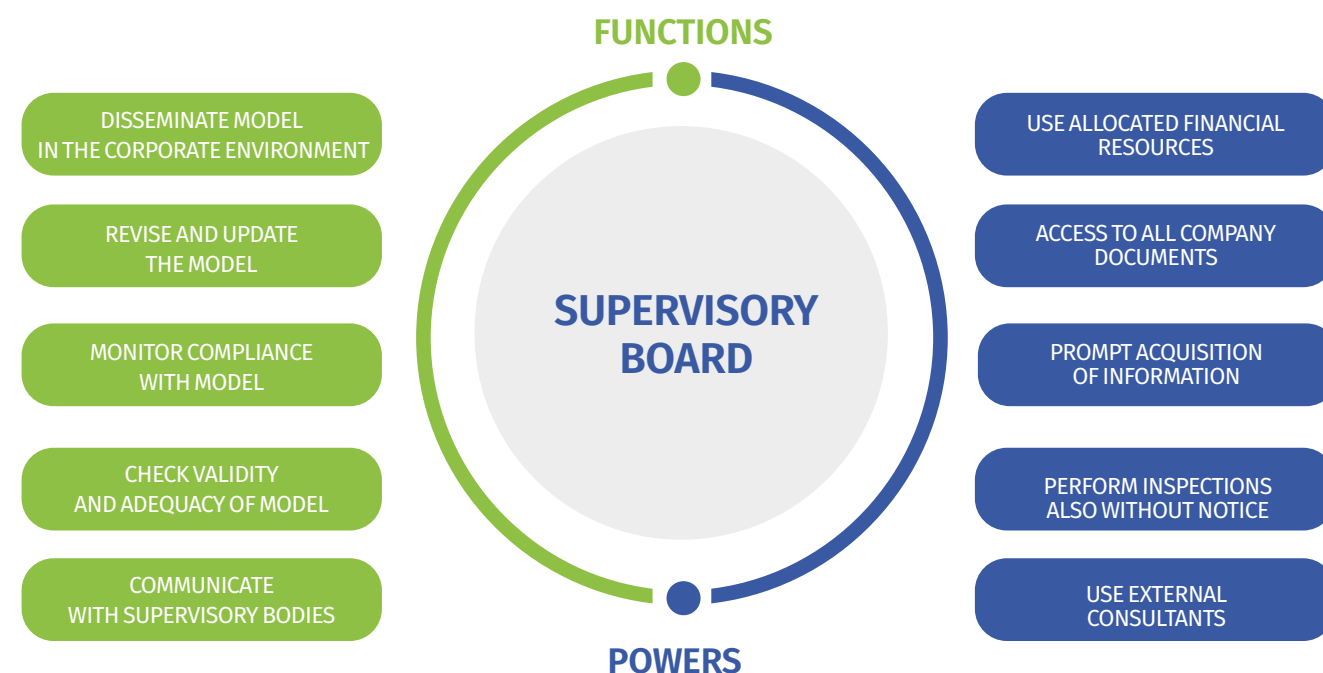 FUNCTIONS
DISSEMINATE MODEL
IN THE CORPORATE ENVIRONMENT
REVISE AND UPDATE
THE MODEL
MONITOR COMPLIANCE
WITH MODEL
CHECK VALIDITY
AND ADEQUACY OF MODEL
COMMUNICATE
WITH SUPERVISORY BODIES
SUPERVISORY
BOARD
USE ALLOCATED FINANCIAL
RESOURCES
ACCESS TO ALL COMPANY
DOCUMENTS
PROMPT ACQUISITION
OF INFORMATION
PERFORM INSPECTIONS
ALSO WITHOUT NOTICE
USE EXTERNAL
CONSULTANTS
POWERS